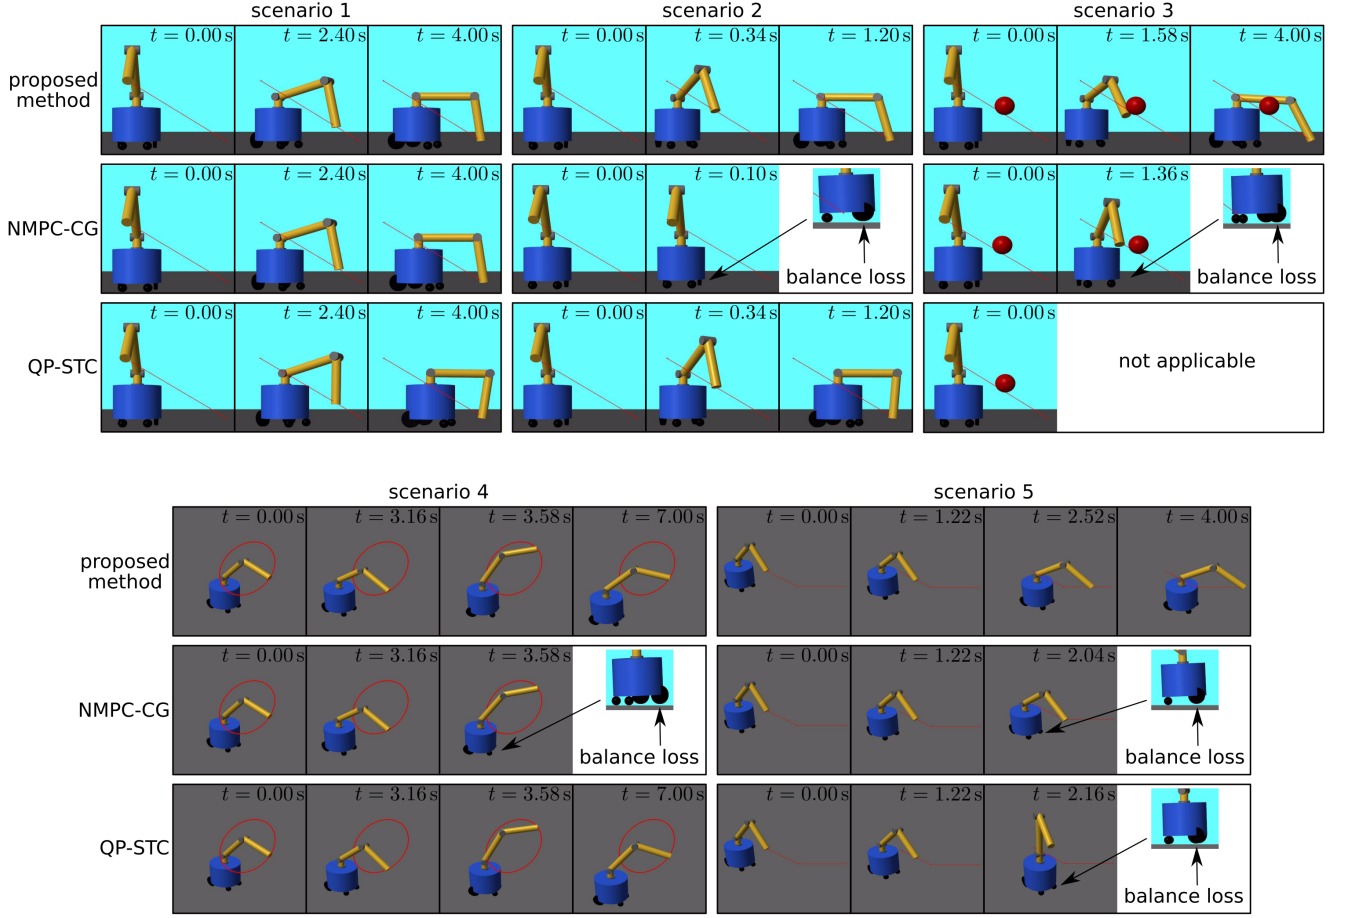 scenario 1
scenario 2
scenario 3
proposed method
t = 0.00 s
t = 2.40 s
t = 4.00 s
t = 0.00 s
t = 0.34 s
t = 1.20 s
t = 0.00 s
t = 1.58 s
t = 4.00 s
NMPC-CG
t = 0.00 s
t = 2.40 s
t = 4.00 s
t = 0.00 s
t = 0.10 s
balance loss
t = 0.00 s
t = 1.36 s
balance loss
QP-STC
t = 0.00 s
t = 2.40 s
t = 4.00 s
t = 0.00 s
t = 0.34 s
t = 1.20 s
t = 0.00 s
not applicable
scenario 4
scenario 5
proposed method
t = 0.00 s
t = 3.16 s
t = 3.58 s
t = 7.00 s
t = 0.00 s
t = 1.22 s
t = 2.52 s
t = 4.00 s
NMPC-CG
t = 0.00 s
t = 3.16 s
t = 3.58 s
balance loss
t = 0.00 s
t = 1.22 s
t = 2.04 s
balance loss
QP-STC
t = 0.00 s
t = 3.16 s
t = 3.58 s
t = 7.00 s
t = 0.00 s
t = 1.22 s
t = 2.16 s
balance loss